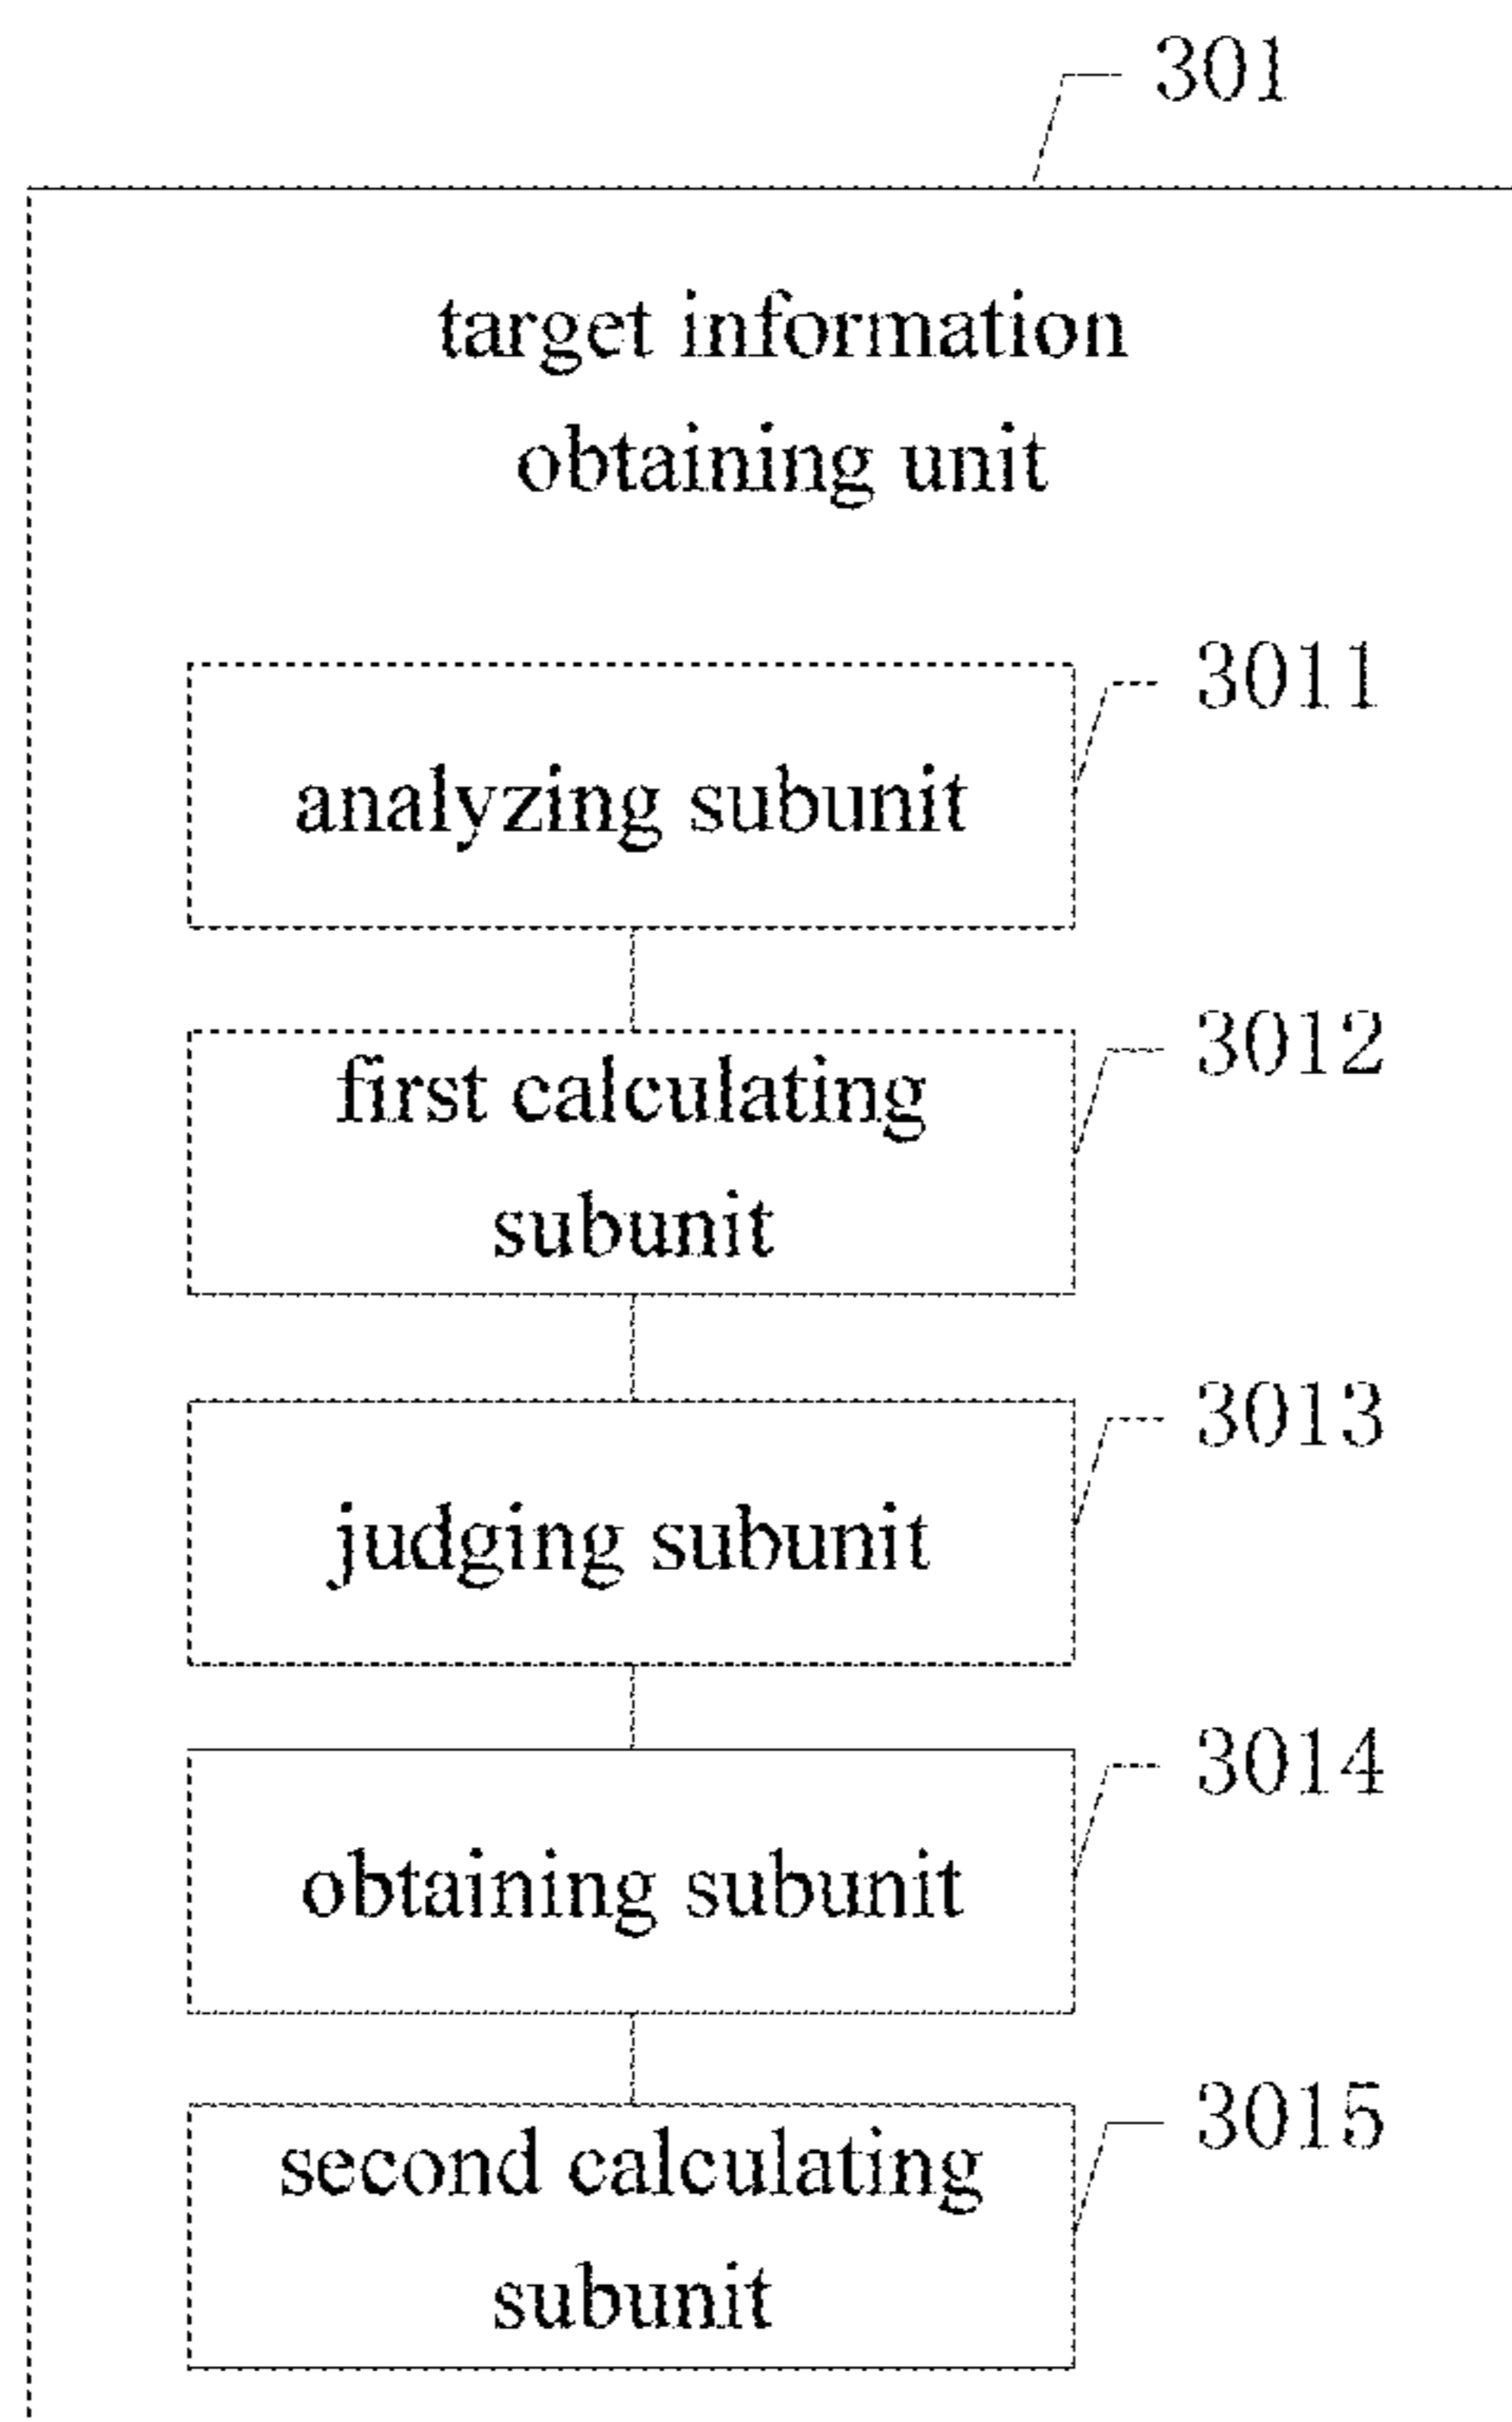 301
target information
obtaining unit
3011
analyzing subunit
3012
first calculating
subunit
3013
judging subunit
3014
obtaining subunit
3015
second calculating
subunit